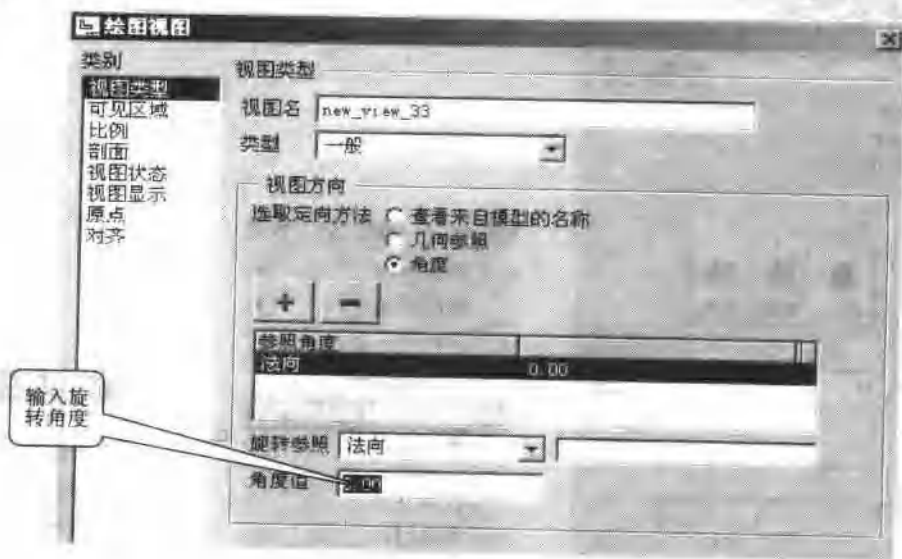 绘图视图
类别
视图类型
可见区域
比例
剖面
视图状态
视图显示
原点
对齐
视图类型
视图名 new_view_33
类型 一般
视图方向
选取定向方法 查看来自模型的名称
几何参照
角度
参照角度
法向 0.00
旋转参照 法向
角度值 0.00
输入旋转角度